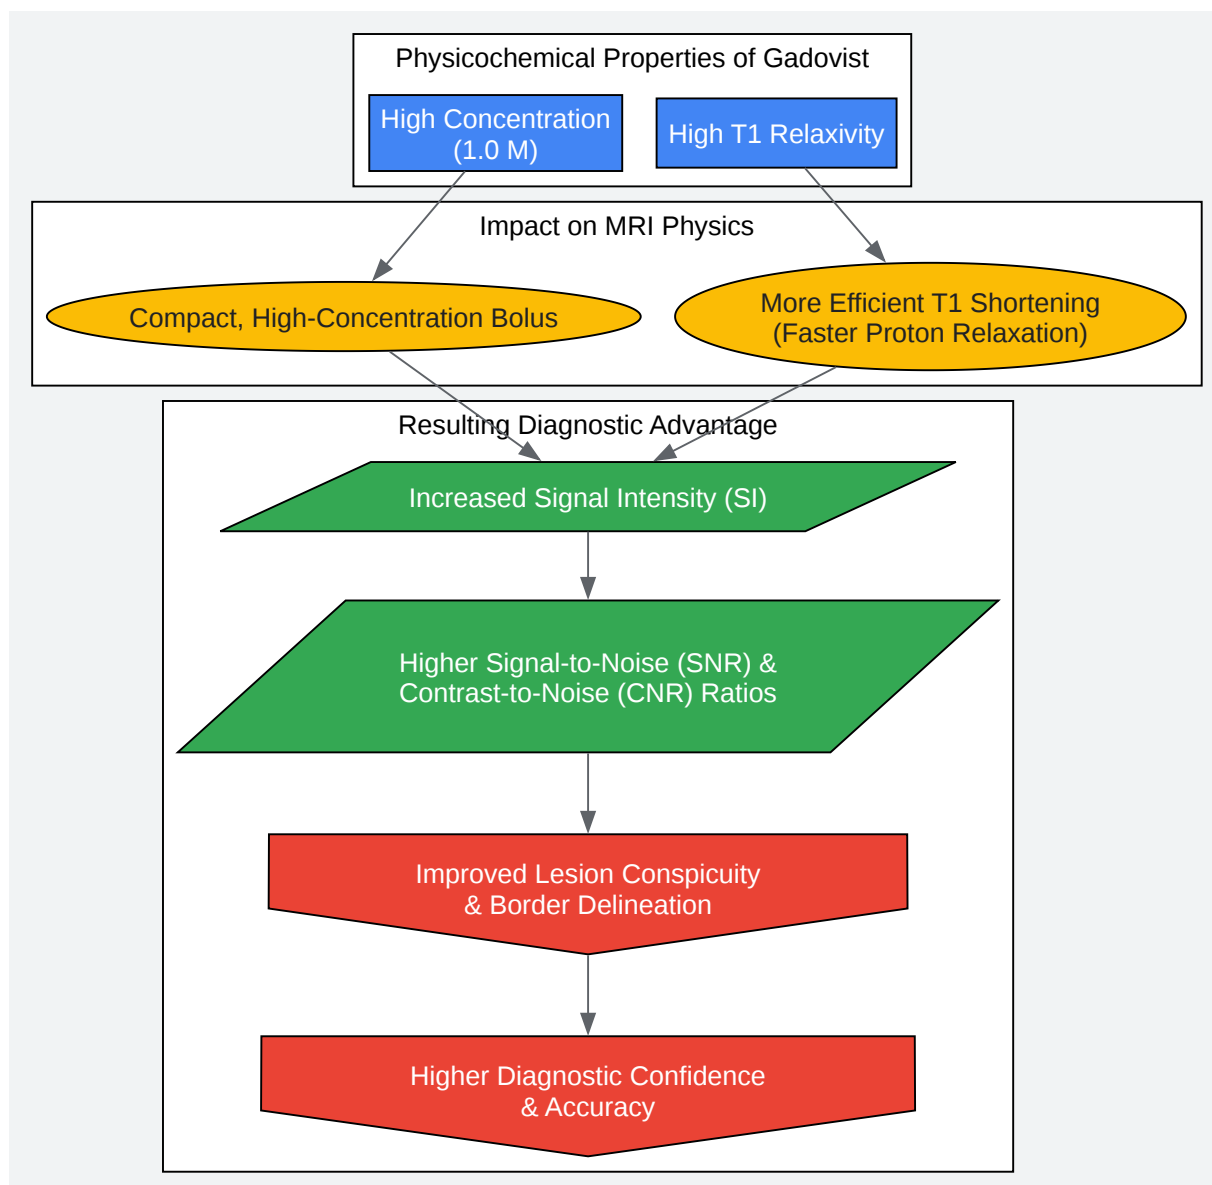 Physicochemical Properties of Gadovist
High Concentration
(1.0 M)
High T1 Relaxivity
Impact on MRI Physics
Compact, High-Concentration Bolus
More Efficient T1 Shortening
(Faster Proton Relaxation)
Resulting Diagnostic Advantage
Increased Signal Intensity (SI)
Higher Signal-to-Noise (SNR) &
Contrast-to-Noise (CNR) Ratios
Improved Lesion Conspicuity
& Border Delineation
Higher Diagnostic Confidence
& Accuracy